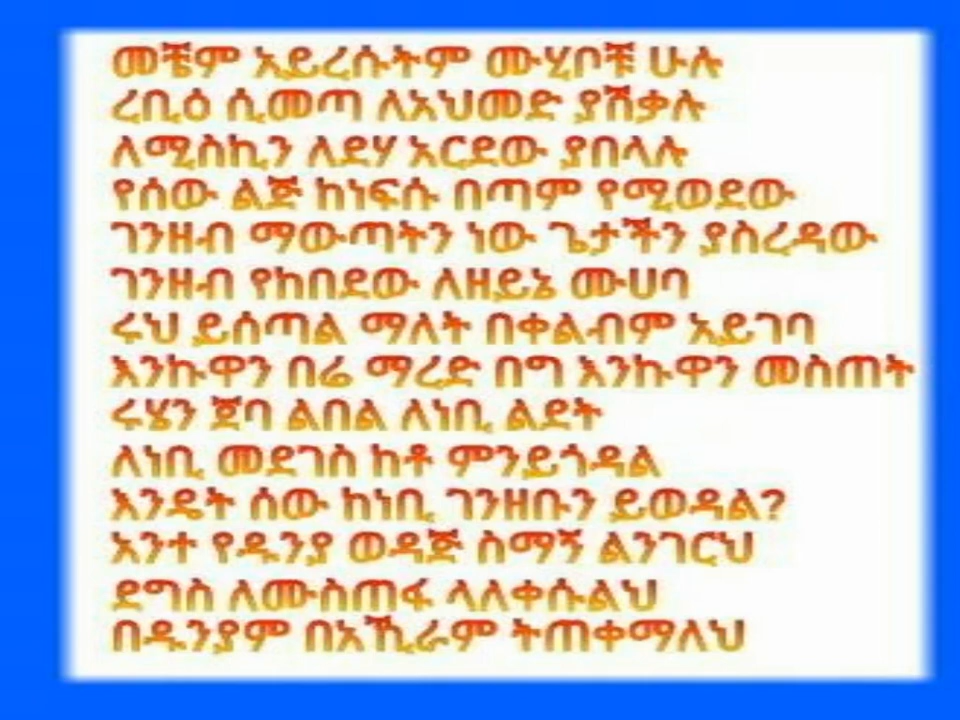 መቼም አይረሱትም ሙሂቦቹ ሁሉ
ረቢዕ ሲመጣ ለአህመድ ያሽቃሉ
ለሚስኪን ለደሃ አርደው ያበላሉ
የሰው ልጅ ከነፍሱ በጣም የሚወደው
ገንዘብ ማውጣትን ነው ጌታችን ያስረዳው
ገንዘብ የከበደው ለዘይኔ ሙሀባ
ሩህ ይሰጣል ማለት በቀልብም አይገባ
እንኩዋን በሬ ማረድ በግ እንኩዋን መስጠት
ሩሄን ጀባ ልበል ለነቢ ልደት
ለነቢ መደገስ ከቶ ምንይጎዳል
እንዴት ሰው ከነቢ ገንዘቡን ይወዳል?
አንተ የዱንያ ወዳጅ ስማኝ ልንገርህ
ደግስ ለሙስጠፋ ላለቀሱልህ
በዱንያም በአኺራም ትጠቀማለህ